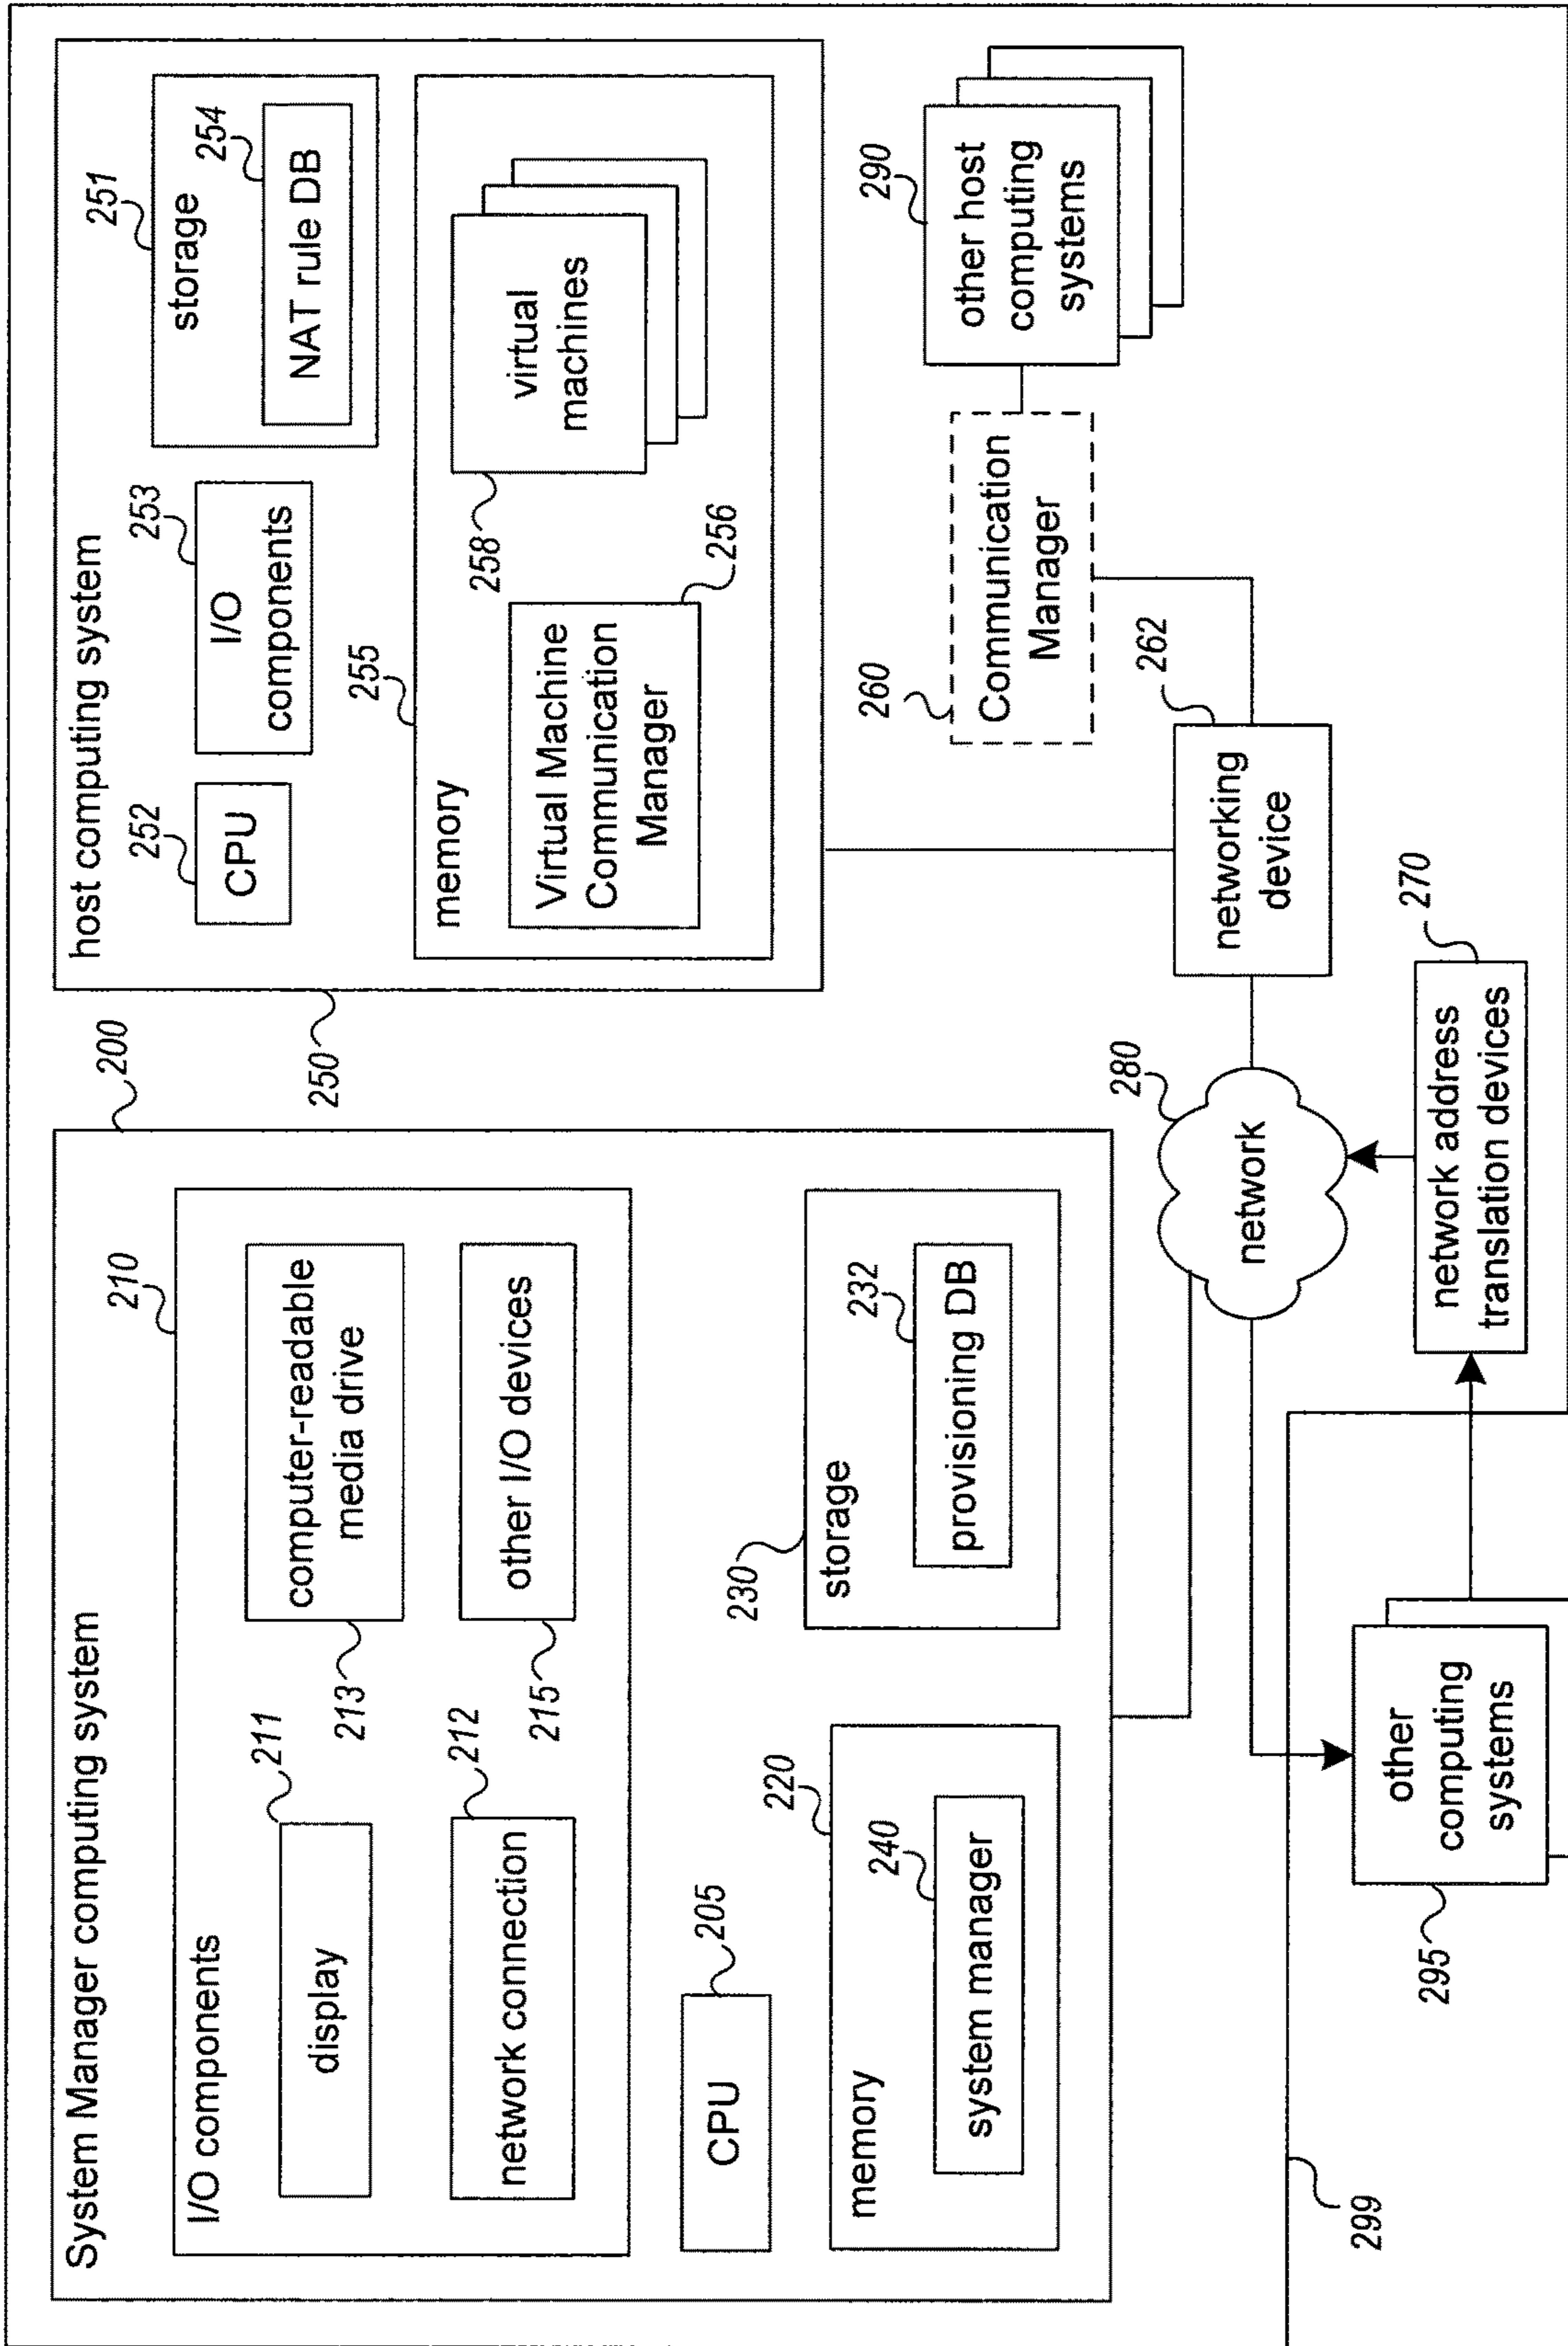 System Manager computing system
200
I/O components
210
211
display
computer-readable
media drive
213
212
network connection
other I/O devices
215
205
CPU
220
memory
240
system manager
230
storage
232
provisioning DB
host computing system
250
252
CPU
253
I/O
components
251
storage
254
NAT rule DB
255
memory
Virtual Machine
Communication
Manager
256
258
virtual
machines
260
Communication
Manager
290
other host
computing
systems
262
networking
device
280
network
270
network address
translation devices
295
other
computing
systems
299